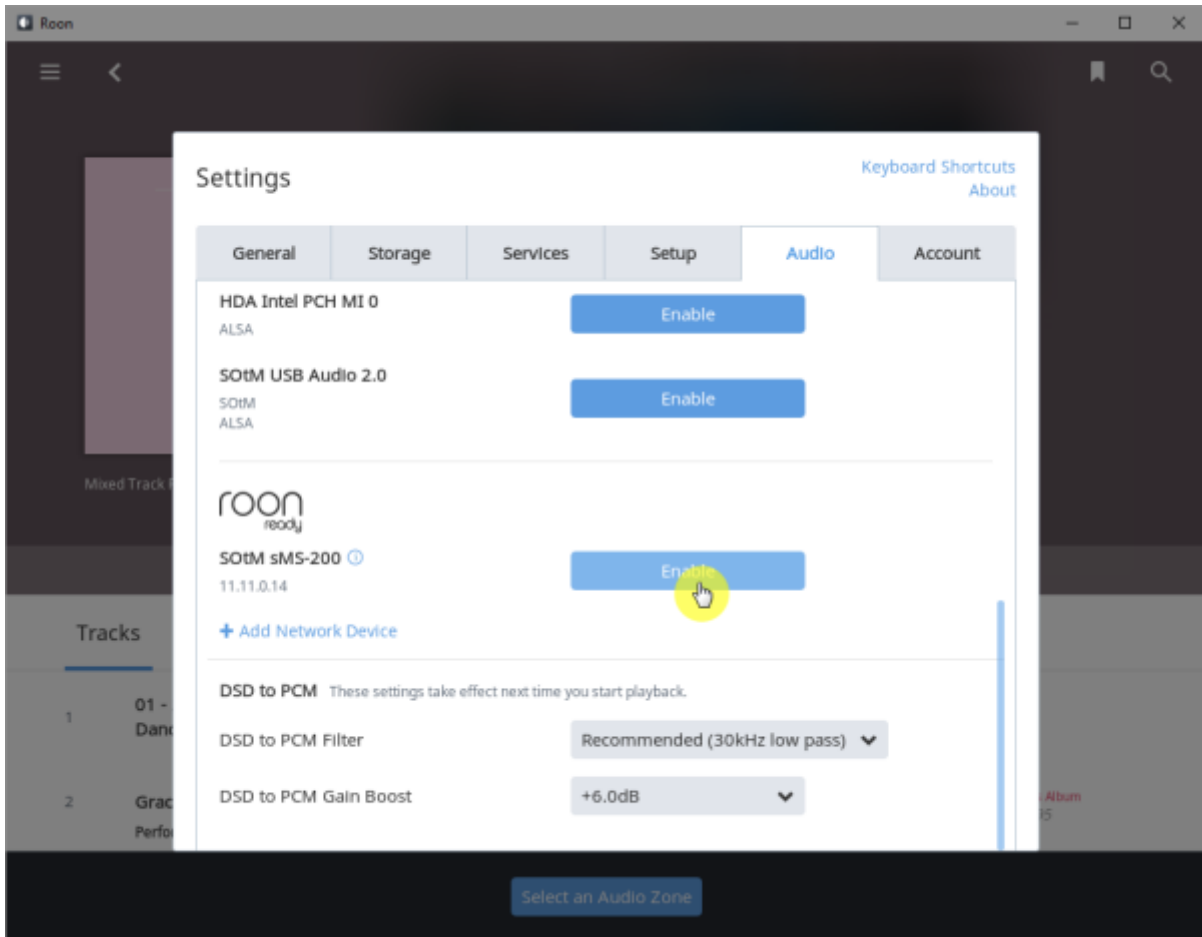 Roon
Settings
Keyboard Shortcuts
About
General Storage Services Setup Audio Account
HDA Intel PCH MI 0
ALSA
Enable
SOtM USB Audio 2.0
SOtM
ALSA
Enable
Mixed Track
roon
ready
SOtM sMS-200
11.11.0.14
Enable
+ Add Network Device
Tracks
DSD to PCM These settings take effect next time you start playback.
1
01 -
DSD to PCM Filter
Recommended (30kHz low pass)
DSD to PCM Gain Boost
+6.0dB
2
Grac
Album
Select an Audio Zone